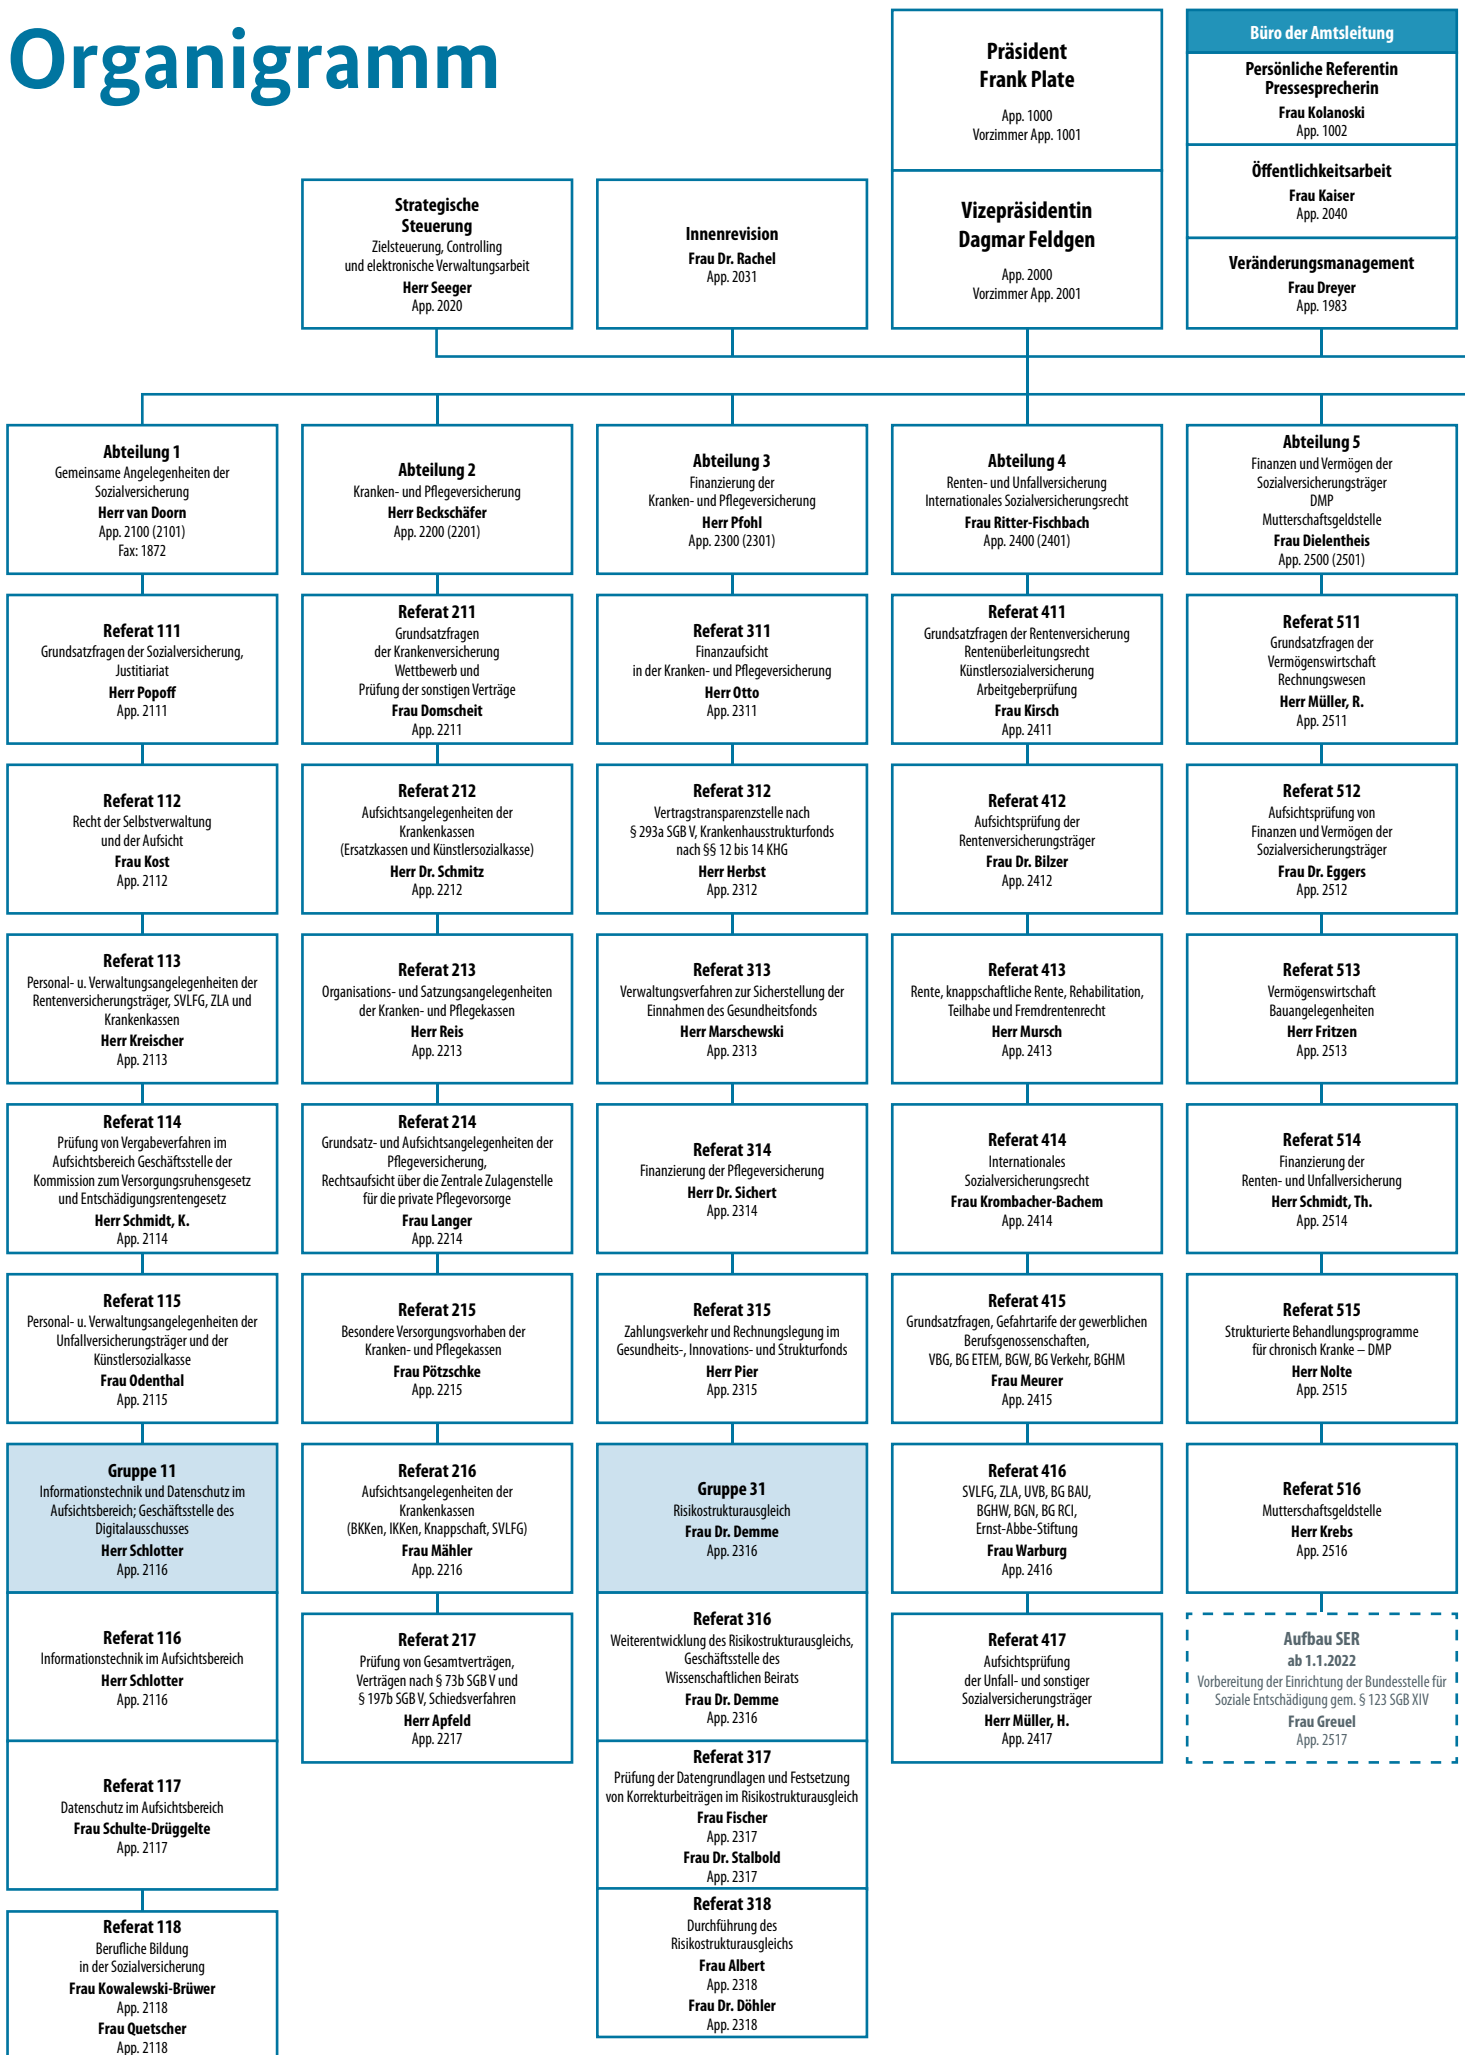 Organigramm
Präsident
Frank Plate
App. 1000
Vorzimmer App. 1001
Vizepräsidentin
Dagmar Feldgen
App. 2000
Vorzimmer App. 2001
Büro der Amtsleitung
Persönliche Referentin
Pressesprecherin
Frau Kolanoski
App. 1002
Öffentlichkeitsarbeit
Frau Kaiser
App. 2040
Veränderungsmanagement
Frau Dreyer
App. 1983
Strategische
Steuerung
Zielsteuerung, Controlling
und elektronische Verwaltungsarbeit
Herr Seeger
App. 2020
Innenrevision
Frau Dr. Rachel
App. 2031
Abteilung 1
Gemeinsame Angelegenheiten der
Sozialversicherung
Herr van Doorn
App. 2100 (2101)
Fax: 1872
Referat 111
Grundsatzfragen der Sozialversicherung,
Justitiariat
Herr Popoff
App. 2111
Referat 112
Recht der Selbstverwaltung
und der Aufsicht
Frau Kost
App. 2112
Referat 113
Personal- u. Verwaltungsangelegenheiten der
Rentenversicherungsträger, SVLFG, ZLA und
Krankenkassen
Herr Kreischer
App. 2113
Referat 114
Prüfung von Vergabeverfahren im
Aufsichtsbereich Geschäftsstelle der
Kommission zum Versorgungsruhensgesetz
und Entschädigungsrentengesetz
Herr Schmidt, K.
App. 2114
Referat 115
Personal- u. Verwaltungsangelegenheiten der
Unfallversicherungsträger und der
Künstlersozialkasse
Frau Odenthal
App. 2115
Gruppe 11
Informationstechnik und Datenschutz im
Aufsichtsbereich; Geschäftsstelle des
Digitalausschusses
Herr Schlotter
App. 2116
Referat 116
Informationstechnik im Aufsichtsbereich
Herr Schlotter
App. 2116
Referat 117
Datenschutz im Aufsichtsbereich
Frau Schulte-Drüggelte
App. 2117
Referat 118
Berufliche Bildung
in der Sozialversicherung
Frau Kowalewski-Brüwer
App. 2118
Frau Quetscher
App. 2118
Abteilung 2
Kranken- und Pflegeversicherung
Herr Beckschäfer
App. 2200 (2201)
Referat 211
Grundsatzfragen
der Krankenversicherung
Wettbewerb und
Prüfung der sonstigen Verträge
Frau Domscheit
App. 2211
Referat 212
Aufsichtsangelegenheiten der
Krankenkassen
(Ersatzkassen und Künstlersozialkasse)
Herr Dr. Schmitz
App. 2212
Referat 213
Organisations- und Satzungsangelegenheiten
der Kranken- und Pflegekassen
Herr Reis
App. 2213
Referat 214
Grundsatz- und Aufsichtsangelegenheiten der
Pflegeversicherung,
Rechtsaufsicht über die Zentrale Zulagenstelle
für die private Pflegevorsorge
Frau Langer
App. 2214
Referat 215
Besondere Versorgungsvorhaben der
Kranken- und Pflegekassen
Frau Pötzschke
App. 2215
Referat 216
Aufsichtsangelegenheiten der
Krankenkassen
(BKKen, IKKen, Knappschaft, SVLFG)
Frau Mähler
App. 2216
Referat 217
Prüfung von Gesamtverträgen,
Verträgen nach § 73b SGB V und
§ 197b SGB V, Schiedsverfahren
Herr Apfeld
App. 2217
Abteilung 3
Finanzierung der
Kranken- und Pflegeversicherung
Herr Pfohl
App. 2300 (2301)
Referat 311
Finanzaufsicht
in der Kranken- und Pflegeversicherung
Herr Otto
App. 2311
Referat 312
Vertragstransparenzstelle nach
§ 293a SGB V, Krankenhausstrukturfonds
nach §§ 12 bis 14 KHG
Herr Herbst
App. 2312
Referat 313
Verwaltungsverfahren zur Sicherstellung der
Einnahmen des Gesundheitsfonds
Herr Marschewski
App. 2313
Referat 314
Finanzierung der Pflegeversicherung
Herr Dr. Sichert
App. 2314
Referat 315
Zahlungsverkehr und Rechnungslegung im
Gesundheits-, Innovations- und Strukturfonds
Herr Pier
App. 2315
Gruppe 31
Risikostrukturausgleich
Frau Dr. Demme
App. 2316
Referat 316
Weiterentwicklung des Risikostrukturausgleichs,
Geschäftsstelle des
Wissenschaftlichen Beirats
Frau Dr. Demme
App. 2316
Referat 317
Prüfung der Datengrundlagen und Festsetzung
von Korrekturbeiträgen im Risikostrukturausgleich
Frau Fischer
App. 2317
Frau Dr. Stalbold
App. 2317
Referat 318
Durchführung des
Risikostrukturausgleichs
Frau Albert
App. 2318
Frau Dr. Döhler
App. 2318
Abteilung 4
Renten- und Unfallversicherung
Internationales Sozialversicherungsrecht
Frau Ritter-Fischbach
App. 2400 (2401)
Referat 411
Grundsatzfragen der Rentenversicherung
Rentenüberleitungsrecht
Künstlersozialversicherung
Arbeitgeberprüfung
Frau Kirsch
App. 2411
Referat 412
Aufsichtsprüfung der
Rentenversicherungsträger
Frau Dr. Bilzer
App. 2412
Referat 413
Rente, knappschaftliche Rente, Rehabilitation,
Teilhabe und Fremdrentenrecht
Herr Mursch
App. 2413
Referat 414
Internationales
Sozialversicherungsrecht
Frau Krombacher-Bachem
App. 2414
Referat 415
Grundsatzfragen, Gefahrtarife der gewerblichen
Berufsgenossenschaften,
VBG, BG ETEM, BGW, BG Verkehr, BGHM
Frau Meurer
App. 2415
Referat 416
SVLFG, ZLA, UVB, BG BAU,
BGHW, BGN, BG RCI,
Ernst-Abbe-Stiftung
Frau Warburg
App. 2416
Referat 417
Aufsichtsprüfung
der Unfall- und sonstiger
Sozialversicherungsträger
Herr Müller, H.
App. 2417
Abteilung 5
Finanzen und Vermögen der
Sozialversicherungsträger
DMP
Mutterschaftsgeldstelle
Frau Dielentheis
App. 2500 (2501)
Referat 511
Grundsatzfragen der
Vermögenswirtschaft
Rechnungswesen
Herr Müller, R.
App. 2511
Referat 512
Aufsichtsprüfung von
Finanzen und Vermögen der
Sozialversicherungsträger
Frau Dr. Eggers
App. 2512
Referat 513
Vermögenswirtschaft
Bauangelegenheiten
Herr Fritzen
App. 2513
Referat 514
Finanzierung der
Renten- und Unfallversicherung
Herr Schmidt, Th.
App. 2514
Referat 515
Strukturierte Behandlungsprogramme
für chronisch Kranke – DMP
Herr Nolte
App. 2515
Referat 516
Mutterschaftsgeldstelle
Herr Krebs
App. 2516
Aufbau SER
ab 1.1.2022
Vorbereitung der Einrichtung der Bundesstelle für
Soziale Entschädigung gem. § 123 SGB XIV
Frau Greuel
App. 2517